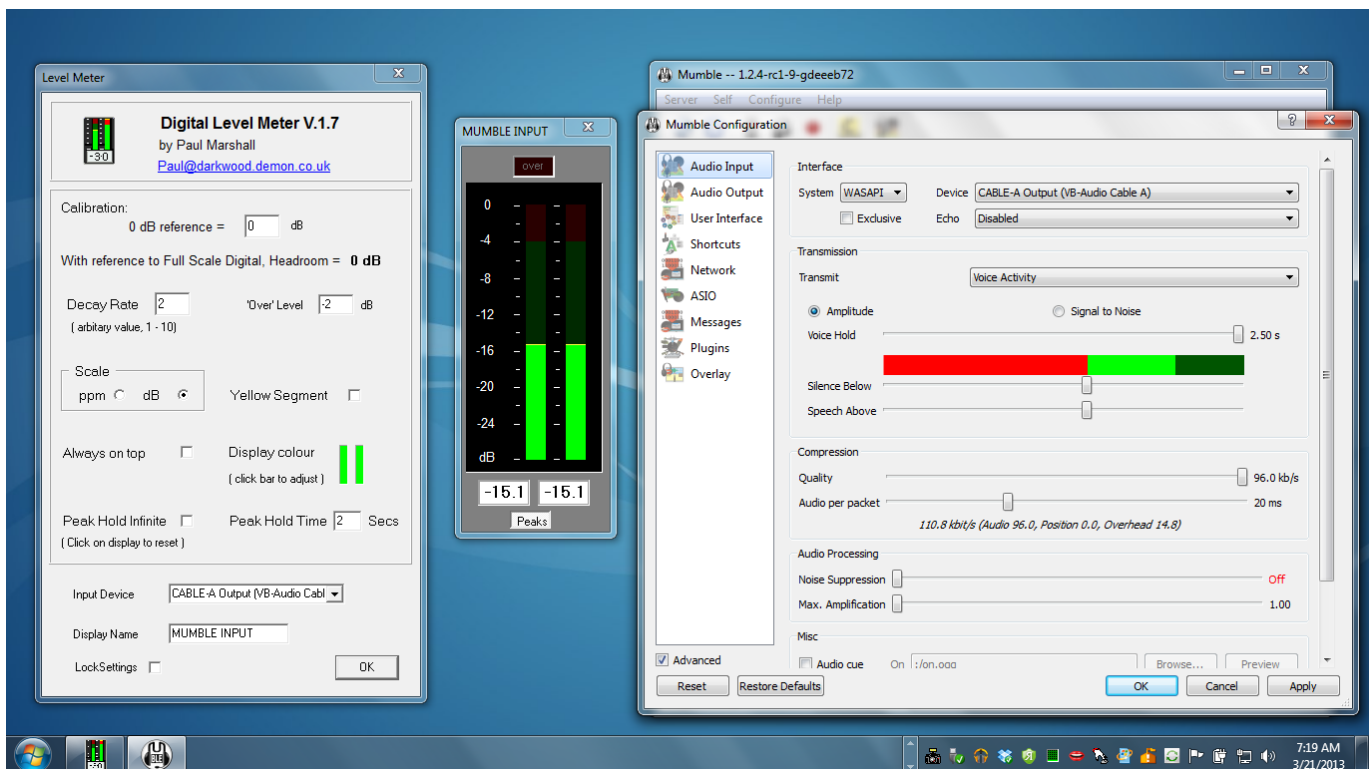 Level Meter
X
Digital Level Meter V.1.7
by Paul Marshall
Paul@darkwood.demon.co.uk
-30
Calibration:
0 dB reference = 0 dB
With reference to Full Scale Digital, Headroom = 0 dB
Decay Rate 2 'Over' Level -2 dB
( arbitary value, 1 - 10)
Scale
ppm dB Yellow Segment
Always on top Display colour
( click bar to adjust )
Peak Hold Infinite Peak Hold Time 2 Secs
( Click on display to reset )
Input Device CABLE-A Output (VB-Audio Cabl
Display Name MUMBLE INPUT
LockSettings OK
MUMBLE INPUT
over
0
-4
-8
-12
-16
-20
-24
dB
-15.1 -15.1
Peaks
Mumble -- 1.2.4-rc1-9-gdeeeb72
Server Self Configure Help
Mumble Configuration
Audio Input
Audio Output
User Interface
Shortcuts
Network
ASIO
Messages
Plugins
Overlay
Advanced
Interface
System WASAPI Device CABLE-A Output (VB-Audio Cable A)
Exclusive Echo Disabled
Transmission
Transmit Voice Activity
Amplitude Signal to Noise
Voice Hold 2.50 s
Silence Below
Speech Above
Compression
Quality 96.0 kb/s
Audio per packet 20 ms
110.8 kbit/s (Audio 96.0, Position 0.0, Overhead 14.8)
Audio Processing
Noise Suppression Off
Max. Amplification 1.00
Misc
Audio cue On :/on.ogg Browse... Preview
Reset Restore Defaults OK Cancel Apply
7:19 AM
3/21/2013